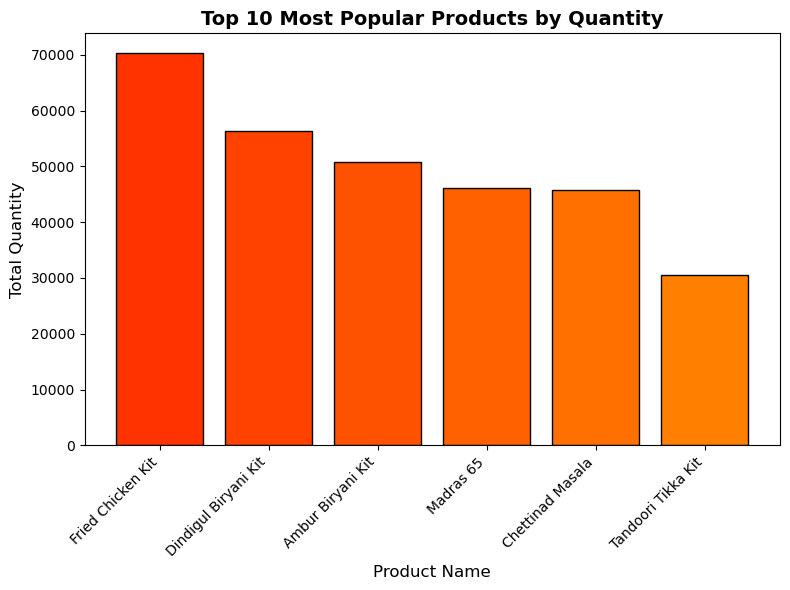 Top 10 Most Popular Products by Quantity
Total Quantity
70000
60000
50000
40000
30000
20000
10000
0
Fried Chicken Kit
Dindigul Biryani Kit
Ambur Biryani Kit
Madras 65
Chettinad Masala
Tandoori Tikka Kit
Product Name